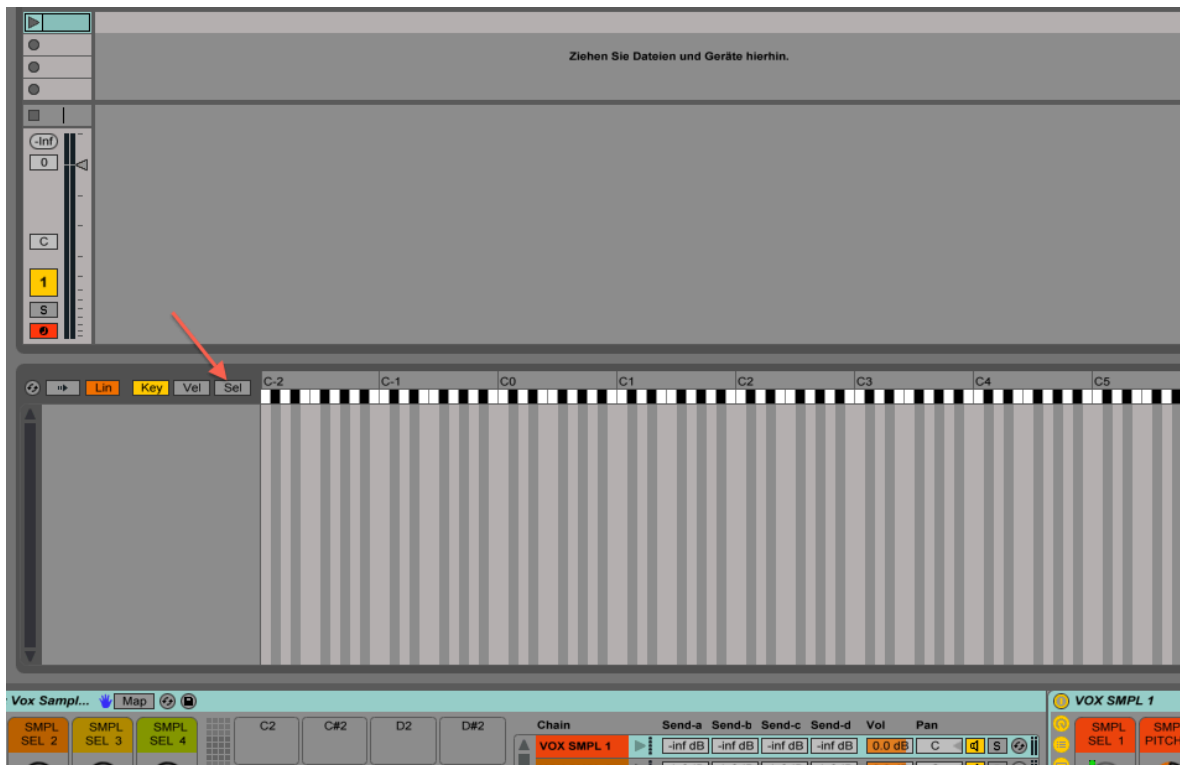 Ziehen Sie Dateien und Geräte hierhin.
-Inf
0
C
1
S
Lin Key Vel Sel
C-2 C-1 C0 C1 C2 C3 C4 C5
Vox Sampl... Map
VOX SMPL 1
SMPL SEL 2
SMPL SEL 3
SMPL SEL 4
C2 C#2 D2 D#2
Chain Send-a Send-b Send-c Send-d Vol Pan
VOX SMPL 1 -inf dB -inf dB -inf dB -inf dB 0.0 dB C S
SMPL SEL 1
SMP
PITCH